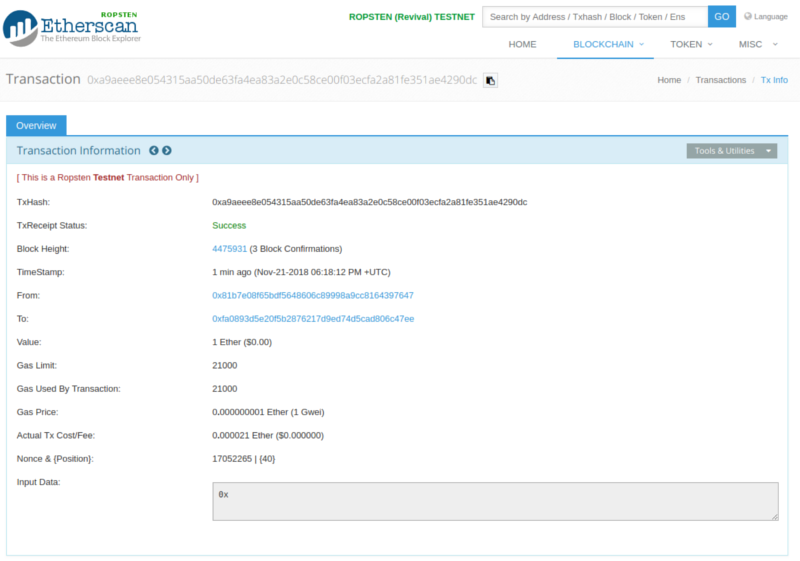 ROPSTEN
Etherscan
The Ethereum Block Explorer
ROPSTEN (Revival) TESTNET
Search by Address / Txhash / Block / Token / Ens
GO
Language
HOME
BLOCKCHAIN
TOKEN
MISC
Transaction 0xa9aeee8e054315aa50de63fa4ea83a2e0c58ce00f03ecfa2a81fe351ae4290dc
Home / Transactions / Tx Info
Overview
Transaction Information
Tools & Utilities
[ This is a Ropsten Testnet Transaction Only ]
TxHash: 0xa9aeee8e054315aa50de63fa4ea83a2e0c58ce00f03ecfa2a81fe351ae4290dc
TxReceipt Status: Success
Block Height: 4475931 (3 Block Confirmations)
TimeStamp: 1 min ago (Nov-21-2018 06:18:12 PM +UTC)
From: 0x81b7e08f65bdf5648606c89998a9cc8164397647
To: 0xfa0893d5e20f5b2876217d9ed74d5cad806c47ee
Value: 1 Ether ($0.00)
Gas Limit: 21000
Gas Used By Transaction: 21000
Gas Price: 0.000000001 Ether (1 Gwei)
Actual Tx Cost/Fee: 0.000021 Ether ($0.000000)
Nonce & {Position}: 17052265 | {40}
Input Data:
0x